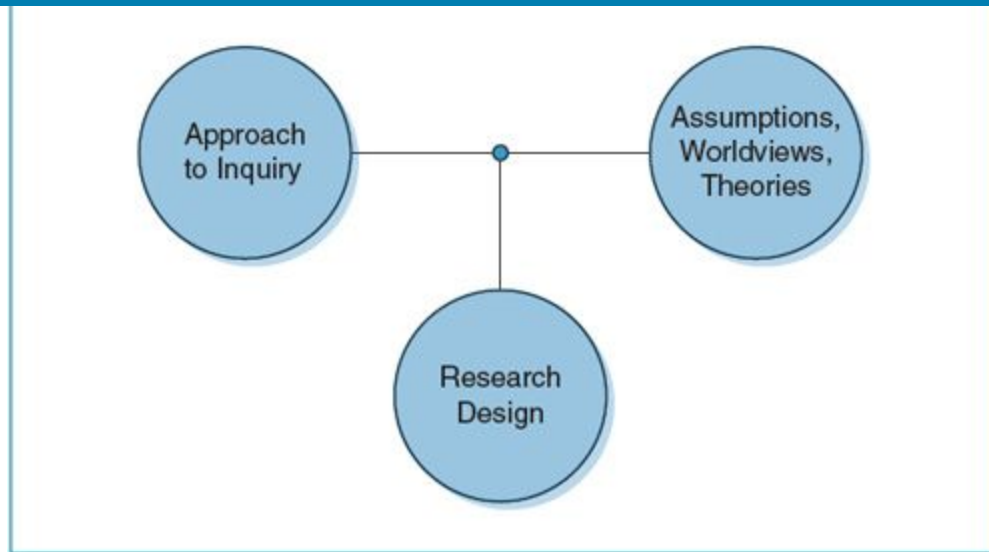 Approach
to Inquiry
Assumptions,
Worldviews,
Theories
Research
Design